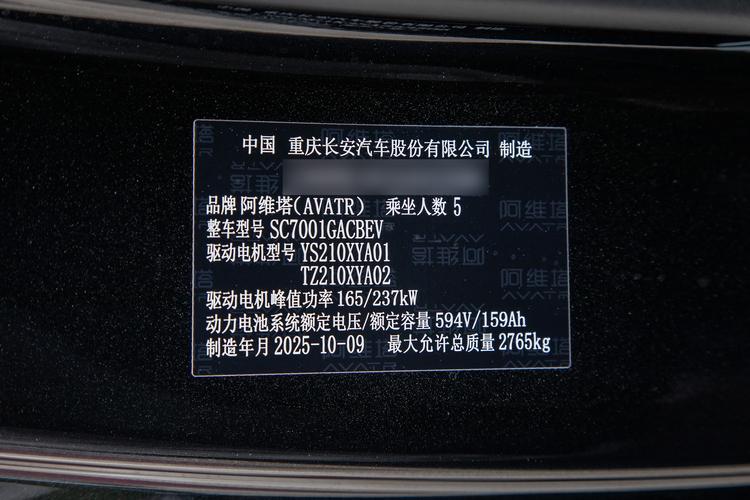 中国 重庆长安汽车股份有限公司 制造
品牌 阿维塔(AVATR) 乘坐人数 5
整车型号 SC7001GACBEV
驱动电机型号 YS210XYA01
TZ210XYA02
驱动电机峰值功率 165/237kW
动力电池系统额定电压/额定容量 594V/159Ah
制造年月 2025-10-09 最大允许总质量 2765kg